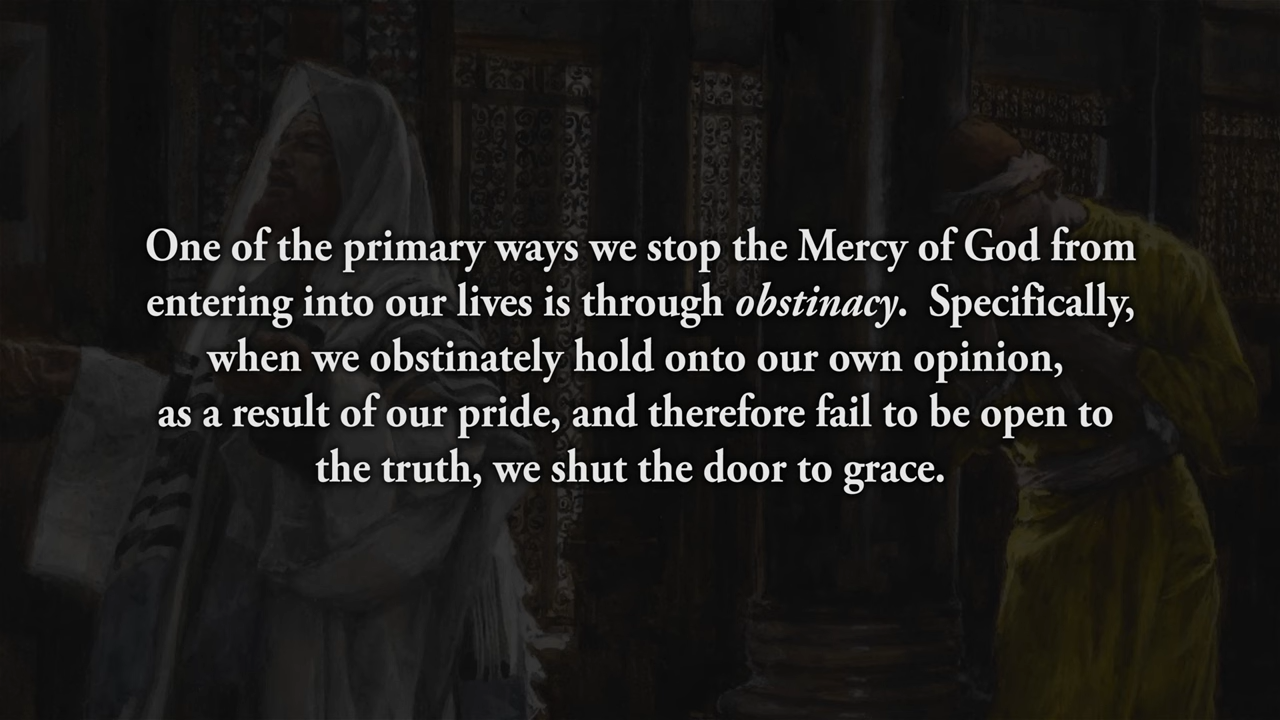 One of the primary ways we stop the Mercy of God from
entering into our lives is through obstinacy.  Specifically,
when we obstinately hold onto our own opinion,
as a result of our pride, and therefore fail to be open to
the truth, we shut the door to grace.